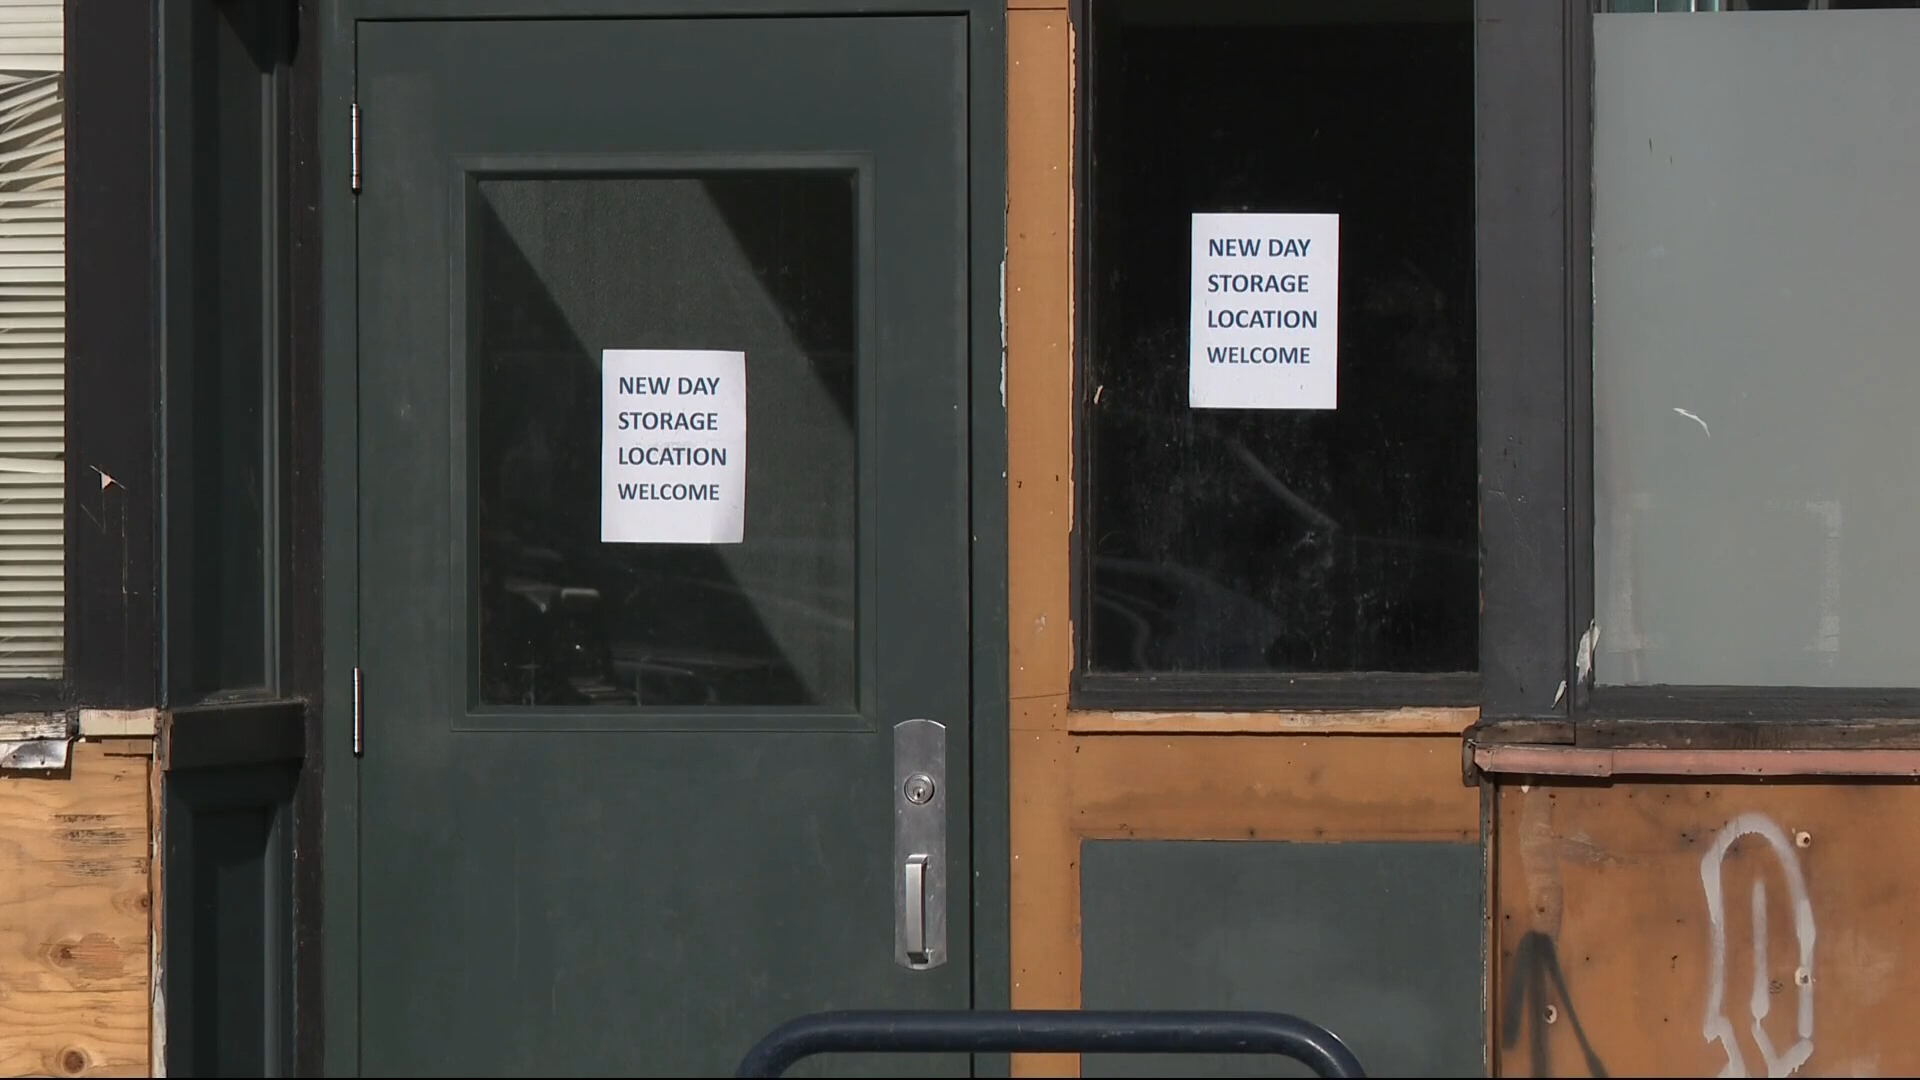 NEW DAY
STORAGE
LOCATION
WELCOME
NEW DAY
STORAGE
LOCATION
WELCOME